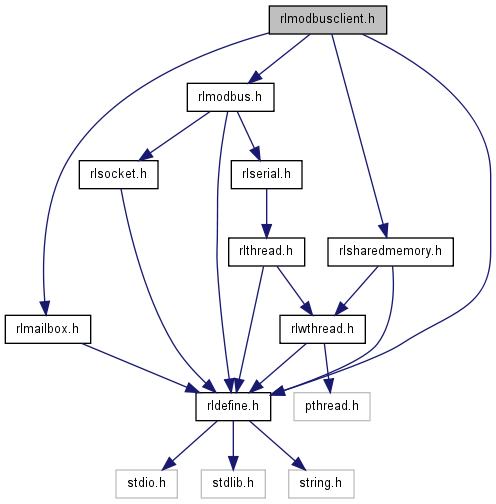 rlmodbusclient.h
rlmodbus.h
rlsocket.h
rlserial.h
rlthread.h
rlsharedmemory.h
rlmailbox.h
rlwthread.h
rldefine.h
pthread.h
stdio.h
stdlib.h
string.h